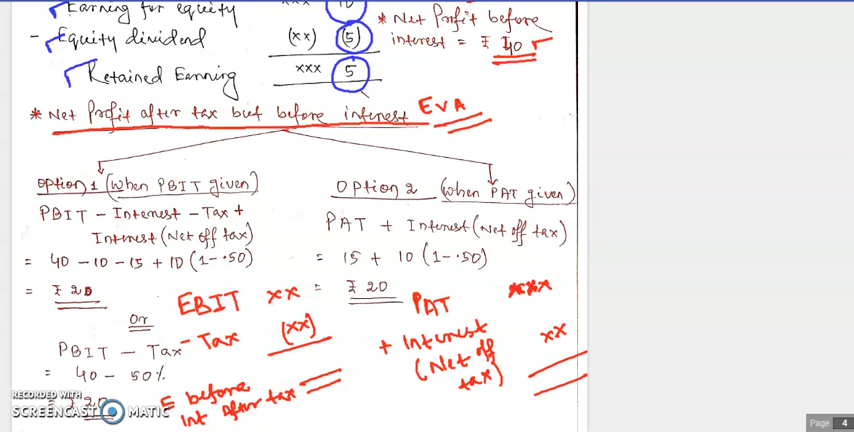 Earning for equity xxx 10
* Net Profit before
interest = ₹ 40
- Equity dividend (xx) (5)
Retained Earning xxx 5
* Net Profit after tax but before interest EVA
Option 1 (When PBIT given)
PBIT - Interest - Tax +
Interest (Net off tax)
= 40 - 10 - 15 + 10 (1-.50)
= ₹ 20
Or
PBIT - Tax
= 40 - 50%
= ₹ 20
Option 2 (When PAT given)
PAT + Interest (Net off tax)
= 15 + 10 (1-.50)
= ₹ 20
EBIT xx
- Tax (xx)
= before
int After tax
PAT xxx
+ Interest xx
(Net off
tax)
RECORDED WITH
SCREENCAST MATIC
Page 4